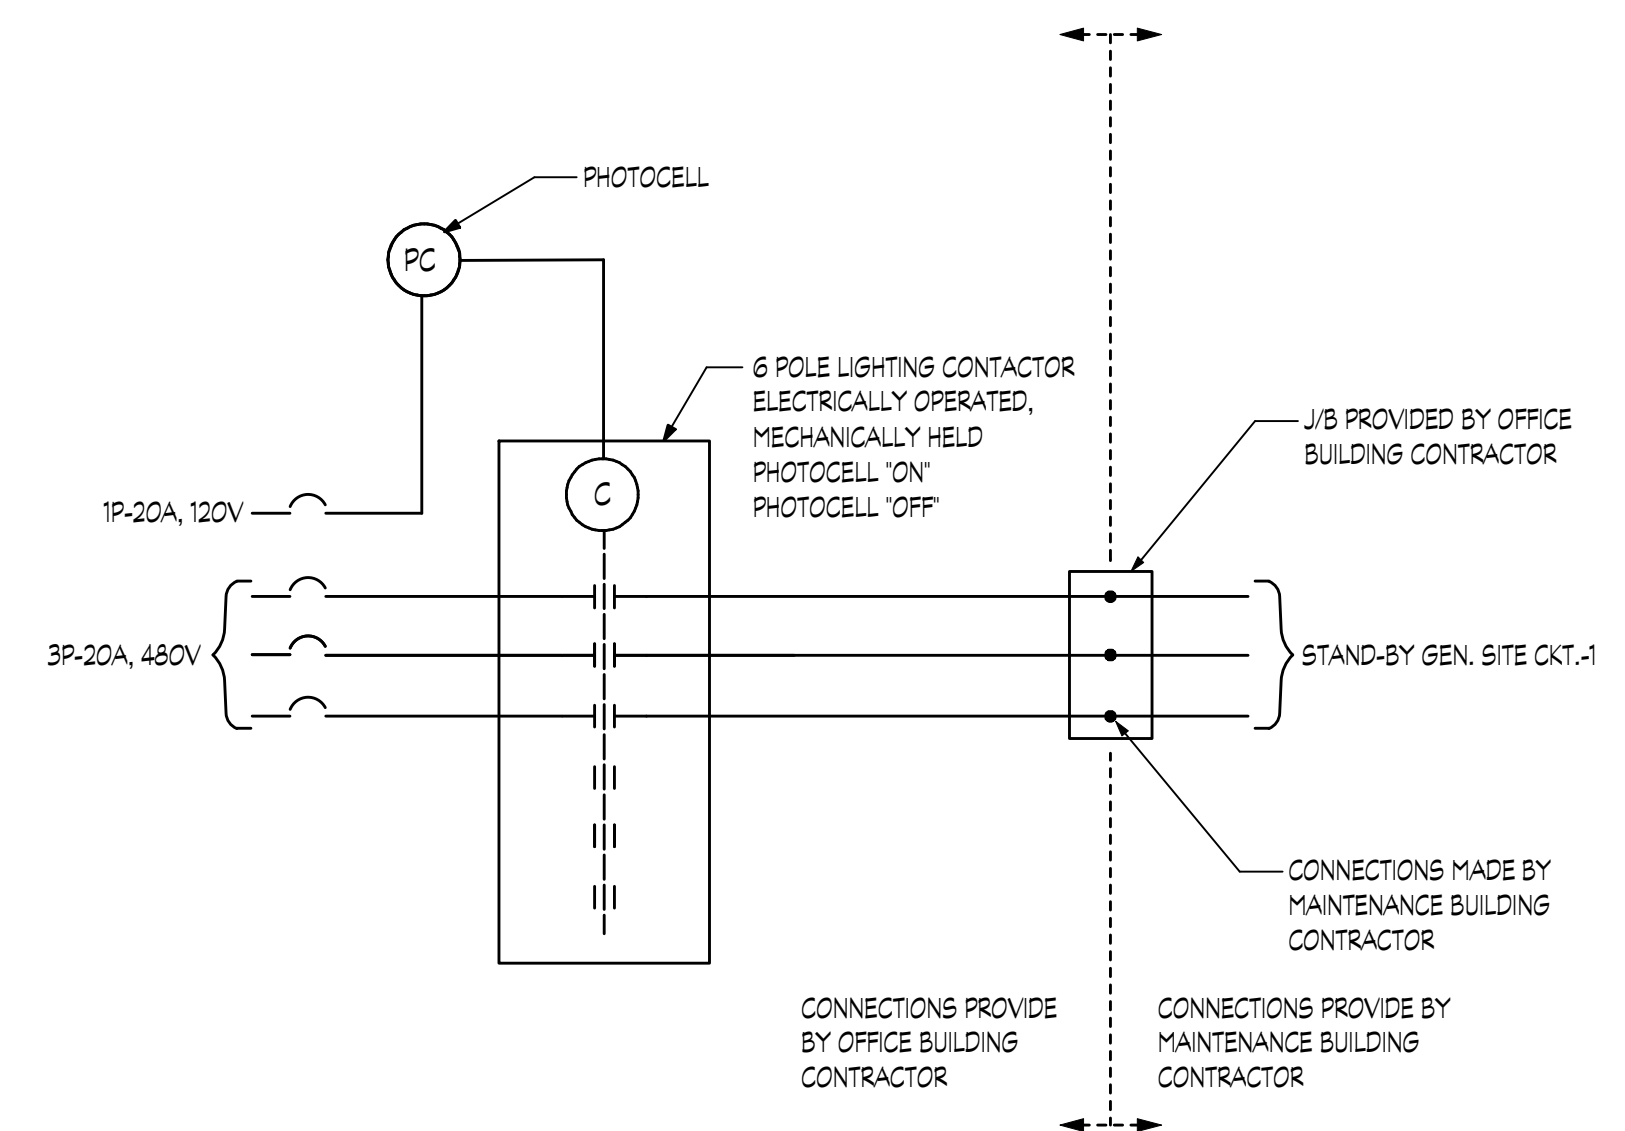 PHOTOCELL
PC
6 POLE LIGHTING CONTACTOR
ELECTRICALLY OPERATED,
MECHANICALLY HELD
PHOTOCELL "ON"
PHOTOCELL "OFF"
J/B PROVIDED BY OFFICE
BUILDING CONTRACTOR
C
1P-20A, 120V
3P-20A, 480V
STAND-BY GEN. SITE CKT.-1
CONNECTIONS MADE BY
MAINTENANCE BUILDING
CONTRACTOR
CONNECTIONS PROVIDE
BY OFFICE BUILDING
CONTRACTOR
CONNECTIONS PROVIDE BY
MAINTENANCE BUILDING
CONTRACTOR